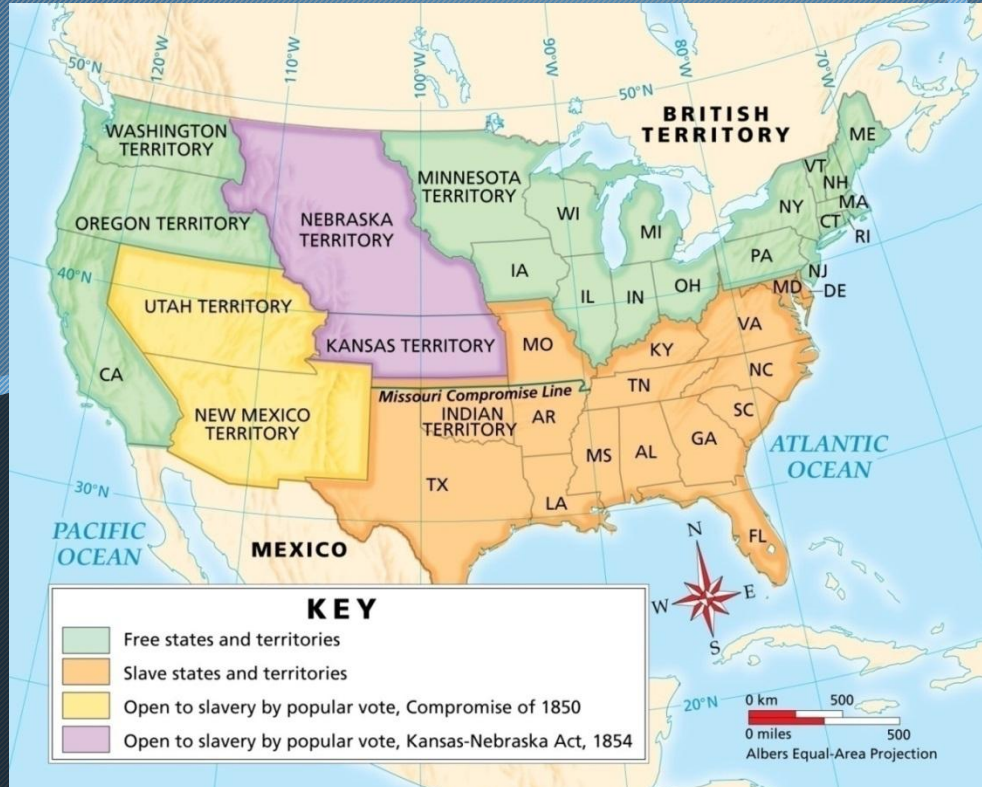 50°N
120°W
110°W
100°W
90°W
80°W
70°W
50°N
BRITISH
TERRITORY
WASHINGTON
TERRITORY
OREGON TERRITORY
NEBRASKA
TERRITORY
MINNESOTA
TERRITORY
ME
VT
NH
MA
NY
CT
RI
WI
MI
PA
NJ
IA
IL
IN
OH
MD
DE
40°N
UTAH TERRITORY
KANSAS TERRITORY
MO
KY
VA
CA
NC
TN
Missouri Compromise Line
NEW MEXICO
TERRITORY
INDIAN
TERRITORY
AR
SC
MS
AL
GA
ATLANTIC
OCEAN
30°N
TX
LA
FL
PACIFIC
OCEAN
MEXICO
N
W
E
S
KEY
Free states and territories
Slave states and territories
Open to slavery by popular vote, Compromise of 1850
Open to slavery by popular vote, Kansas-Nebraska Act, 1854
20°N
0 km 500
0 miles 500
Albers Equal-Area Projection